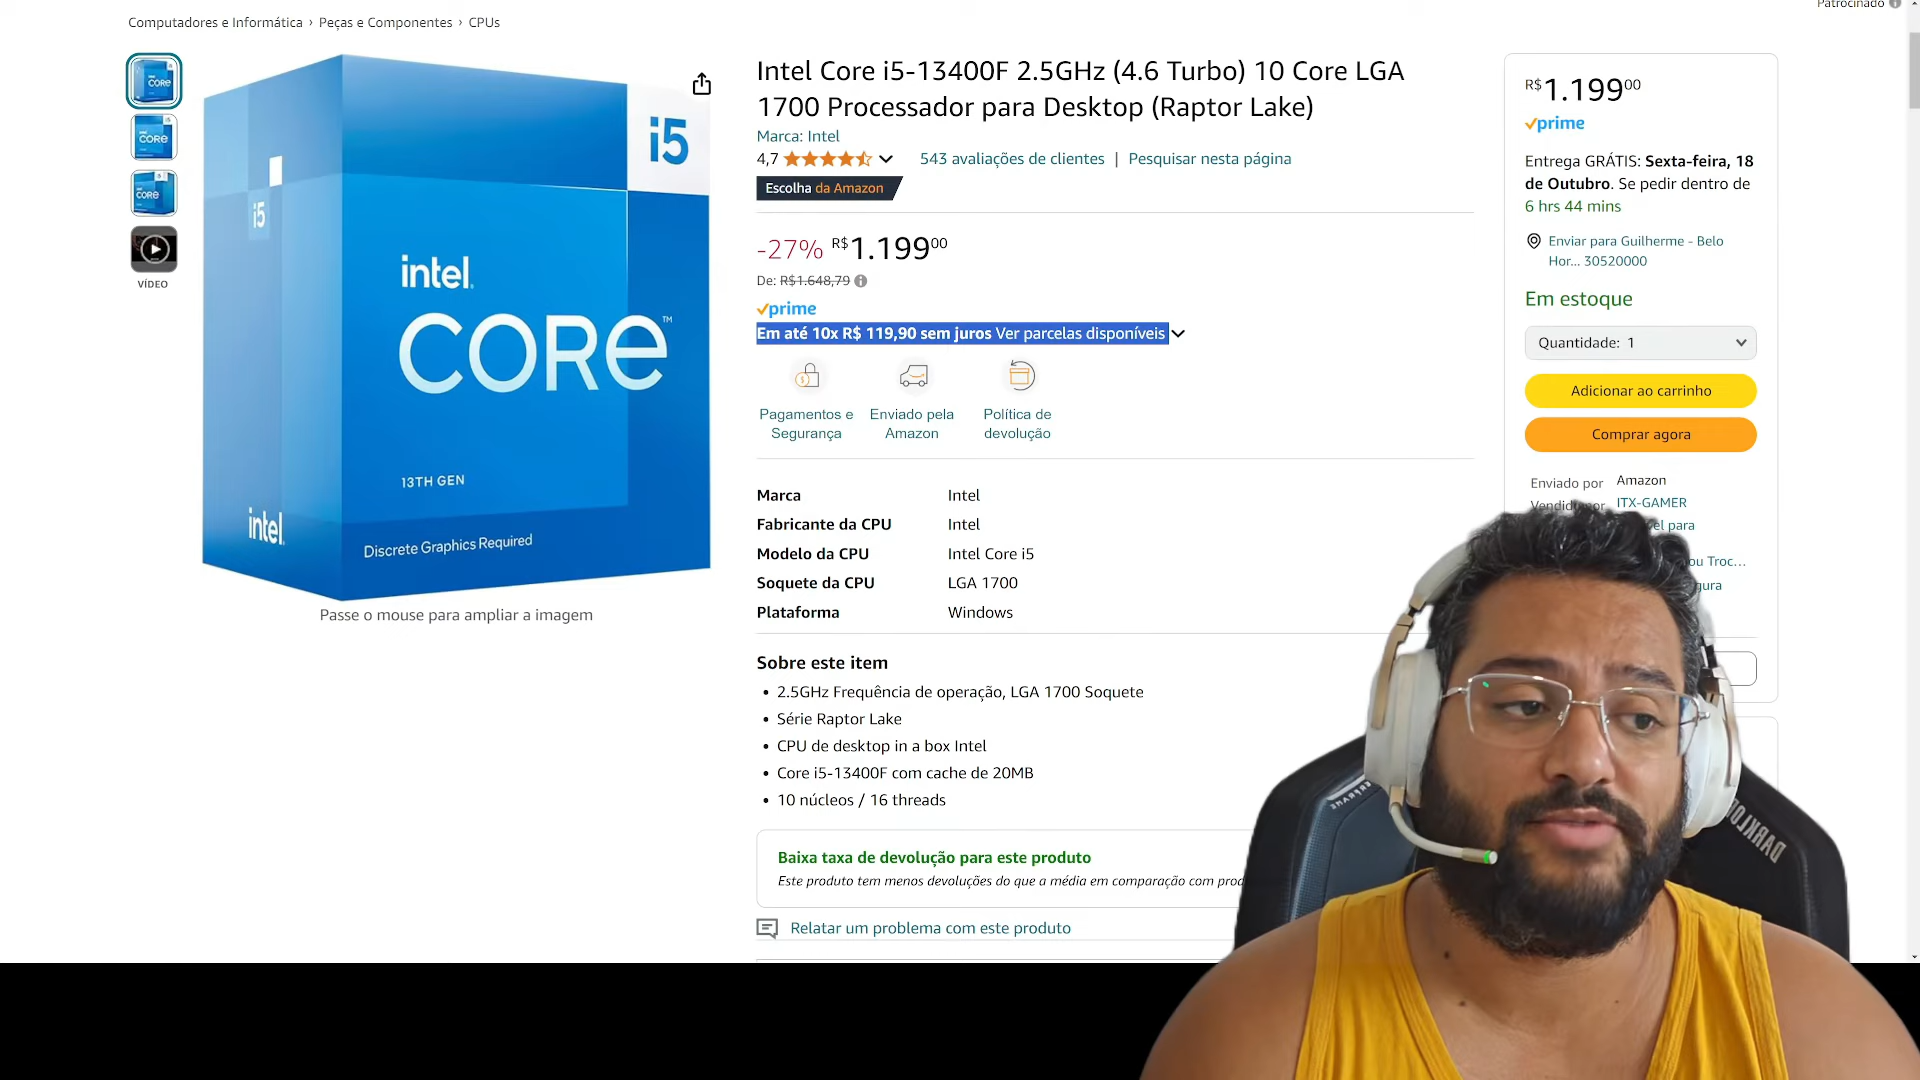 Patrocinado
Computadores e Informática › Peças e Componentes › CPUs
Intel Core i5-13400F 2.5GHz (4.6 Turbo) 10 Core LGA
1700 Processador para Desktop (Raptor Lake)
Marca: Intel
4,7
543 avaliações de clientes | Pesquisar nesta página
Escolha da Amazon
-27% R$1.19900
De: R$1.648,79
prime
Em até 10x R$ 119,90 sem juros Ver parcelas disponíveis
Pagamentos e
Segurança
Enviado pela
Amazon
Política de
devolução
Marca Intel
Fabricante da CPU Intel
Modelo da CPU Intel Core i5
Soquete da CPU LGA 1700
Plataforma Windows
Sobre este item
• 2.5GHz Frequência de operação, LGA 1700 Soquete
• Série Raptor Lake
• CPU de desktop in a box Intel
• Core i5-13400F com cache de 20MB
• 10 núcleos / 16 threads
Baixa taxa de devolução para este produto
Este produto tem menos devoluções do que a média em comparação com
Relatar um problema com este produto
i5
i5
intel
CORE™
13TH GEN
intel
Discrete Graphics Required
VÍDEO
Passe o mouse para ampliar a imagem
R$1.19900
prime
Entrega GRÁTIS: Sexta-feira, 18
de Outubro. Se pedir dentro de
6 hrs 44 mins
Enviar para Guilherme - Belo
Hor... 30520000
Em estoque
Quantidade: 1
Adicionar ao carrinho
Comprar agora
Enviado por Amazon
Vendido por ITX-GAMER
para
ou Troc...